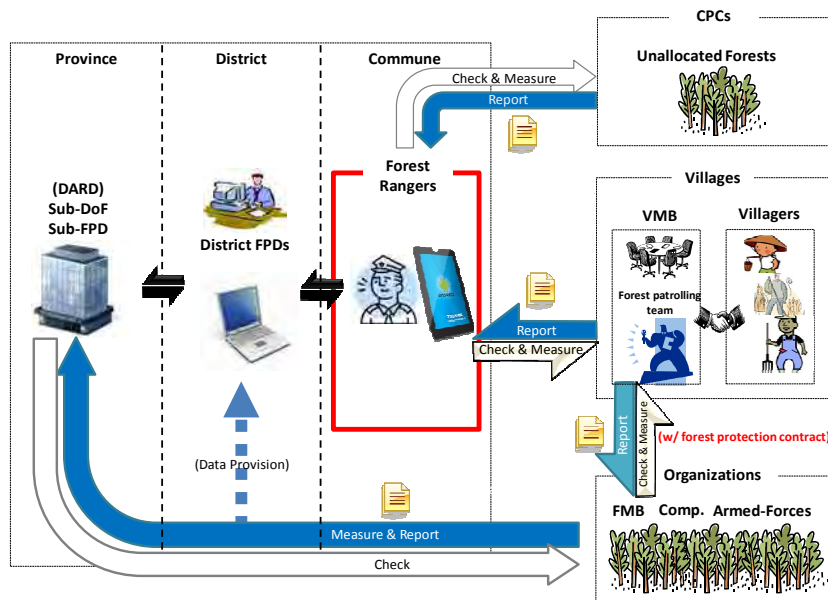 CPCs
Province
District
Commune
Unallocated Forests
Check & Measure
Report
Forest
Rangers
Villages
(DARD)
Sub-DoF
Sub-FPD
VMB
Villagers
District FPDs
Forest patrolling
team
Report
Check & Measure
Report
Check & Measure
(w/ forest protection contract)
(Data Provision)
Organizations
FMB
Comp.
Armed-Forces
Measure & Report
Check